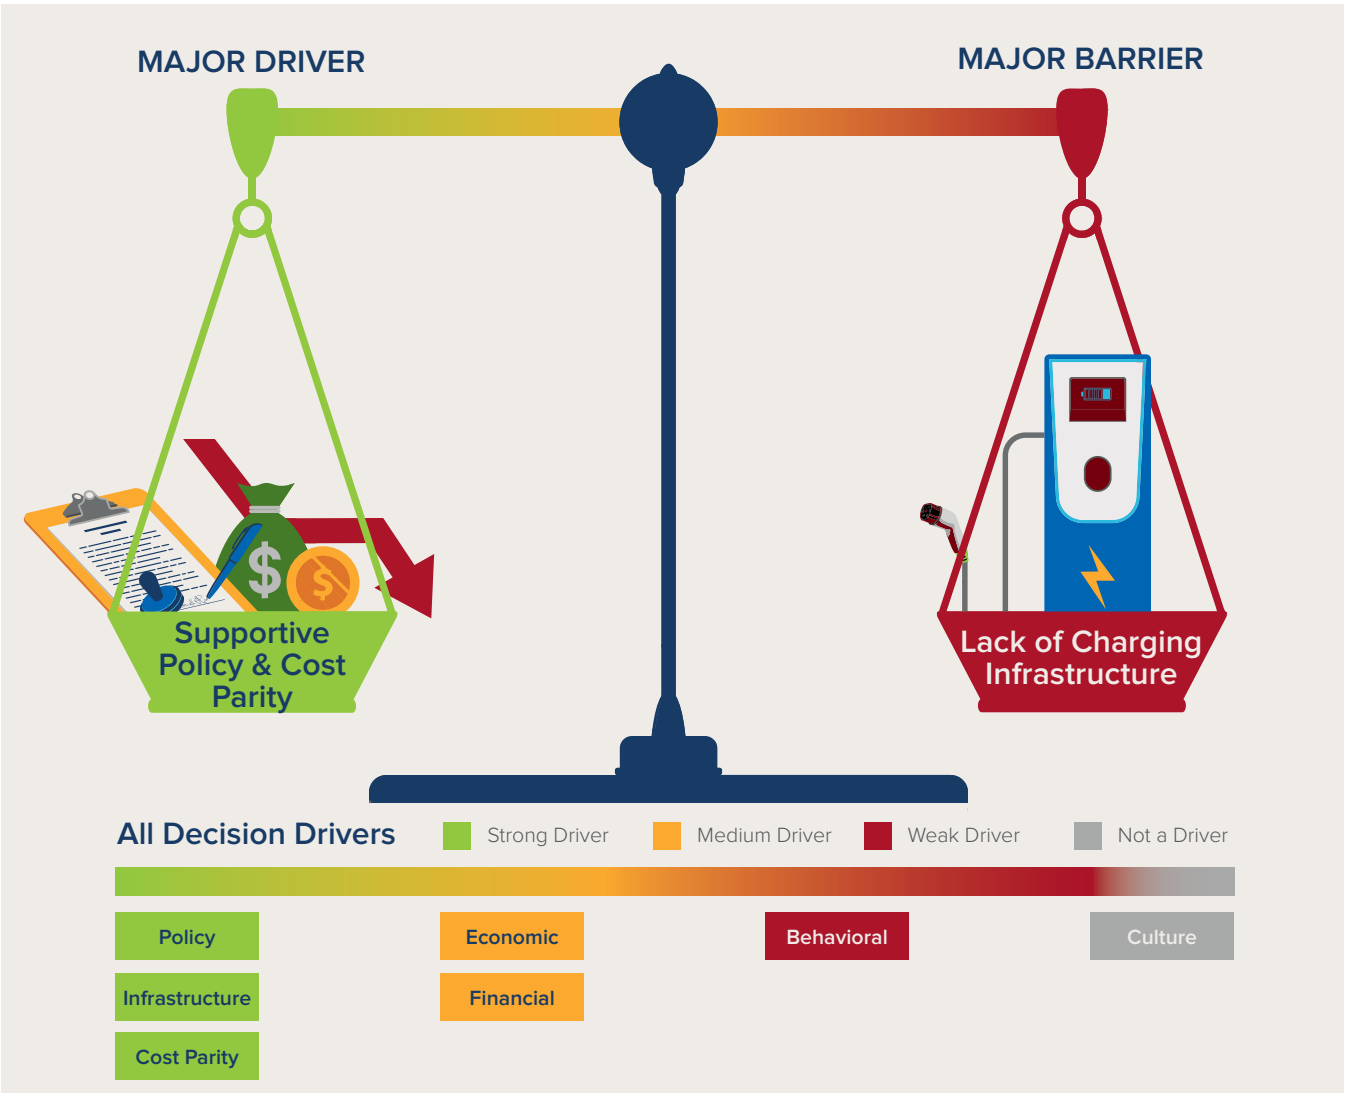 MAJOR DRIVER
MAJOR BARRIER
$
$
Supportive
Policy & Cost
Parity
Lack of Charging
Infrastructure
All Decision Drivers
Strong Driver
Medium Driver
Weak Driver
Not a Driver
Policy
Economic
Behavioral
Culture
Infrastructure
Financial
Cost Parity